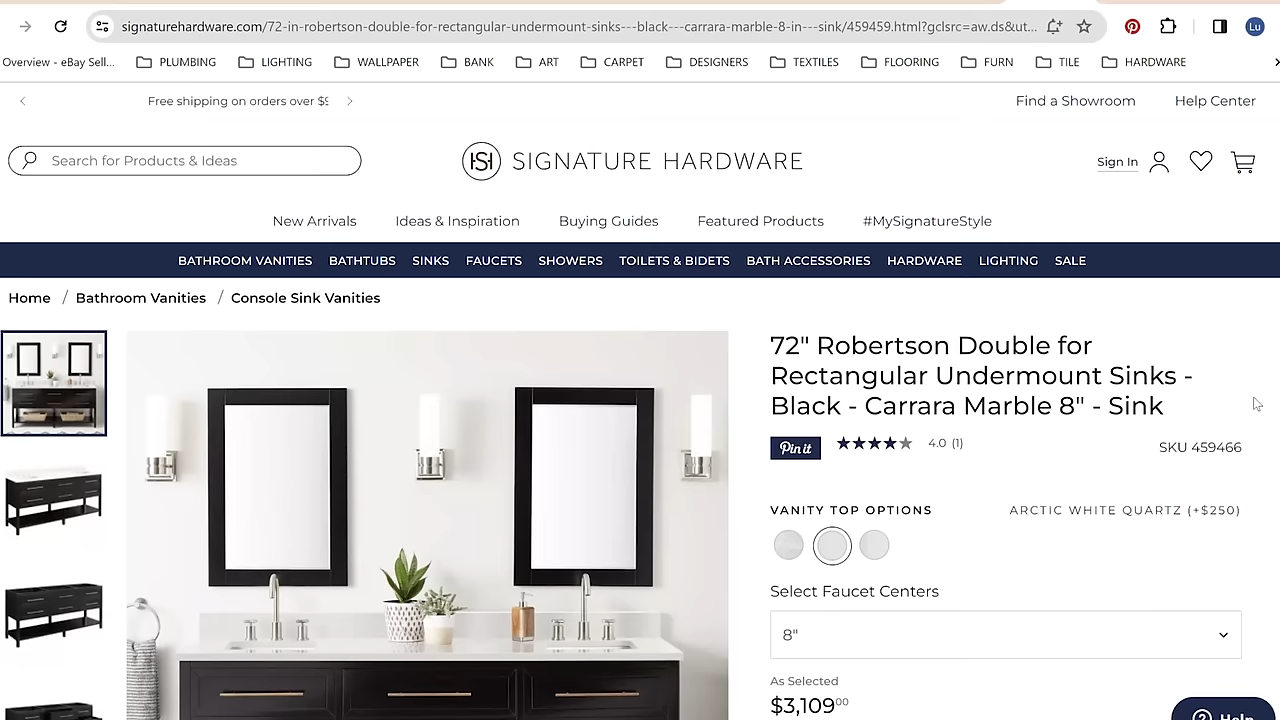 signaturehardware.com/72-in-robertson-double-for-rectangular-undermount-sinks---black---carrara-marble-8-in---sink/459459.html?gclsrc=aw.ds&ut...
Lu
Overview - eBay Sell...
PLUMBING
LIGHTING
WALLPAPER
BANK
ART
CARPET
DESIGNERS
TEXTILES
FLOORING
FURN
TILE
HARDWARE
Free shipping on orders over $
Find a Showroom
Help Center
Search for Products & Ideas
SIGNATURE HARDWARE
Sign In
New Arrivals
Ideas & Inspiration
Buying Guides
Featured Products
#MySignatureStyle
BATHROOM VANITIES
BATHTUBS
SINKS
FAUCETS
SHOWERS
TOILETS & BIDETS
BATH ACCESSORIES
HARDWARE
LIGHTING
SALE
Home / Bathroom Vanities / Console Sink Vanities
72" Robertson Double for
Rectangular Undermount Sinks -
Black - Carrara Marble 8" - Sink
Pin it
4.0 (1)
SKU 459466
VANITY TOP OPTIONS
ARCTIC WHITE QUARTZ (+$250)
Select Faucet Centers
8"
As Selected
$3,109.00
Help